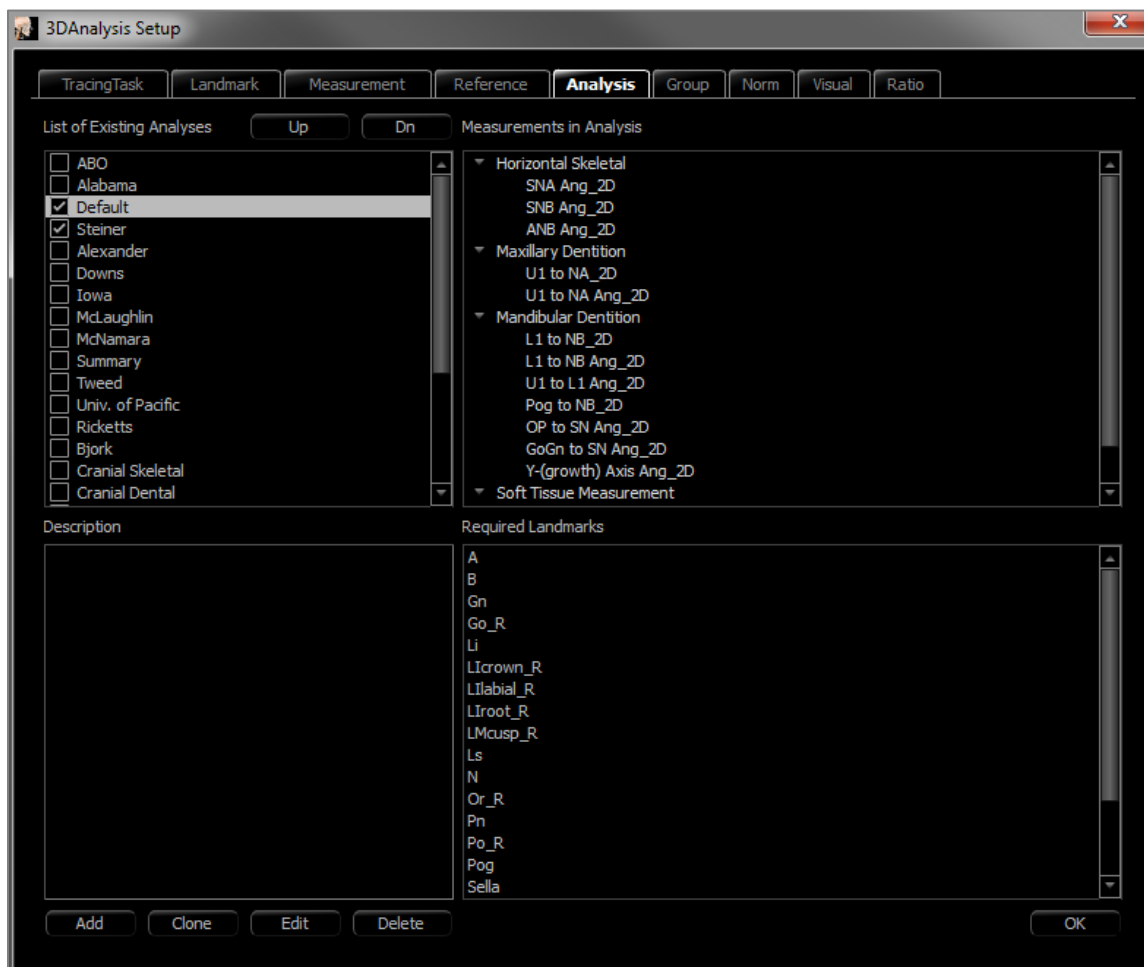 3DAnalysis Setup
TracingTask Landmark Measurement Reference Analysis Group Norm Visual Ratio
List of Existing Analyses Up Dn Measurements in Analysis
ABO
Alabama
Default
Steiner
Alexander
Downs
Iowa
McLaughlin
McNamara
Summary
Tweed
Univ. of Pacific
Ricketts
Bjork
Cranial Skeletal
Cranial Dental
Horizontal Skeletal
SNA Ang_2D
SNB Ang_2D
ANB Ang_2D
Maxillary Dentition
U1 to NA_2D
U1 to NA Ang_2D
Mandibular Dentition
L1 to NB_2D
L1 to NB Ang_2D
U1 to L1 Ang_2D
Pog to NB_2D
OP to SN Ang_2D
GoGn to SN Ang_2D
Y-(growth) Axis Ang_2D
Soft Tissue Measurement
Description
Required Landmarks
A
B
Gn
Go_R
Li
LIcrown_R
LIlabial_R
LIroot_R
LMcusp_R
Ls
N
Or_R
Pn
Po_R
Pog
Sella
Add Clone Edit Delete OK